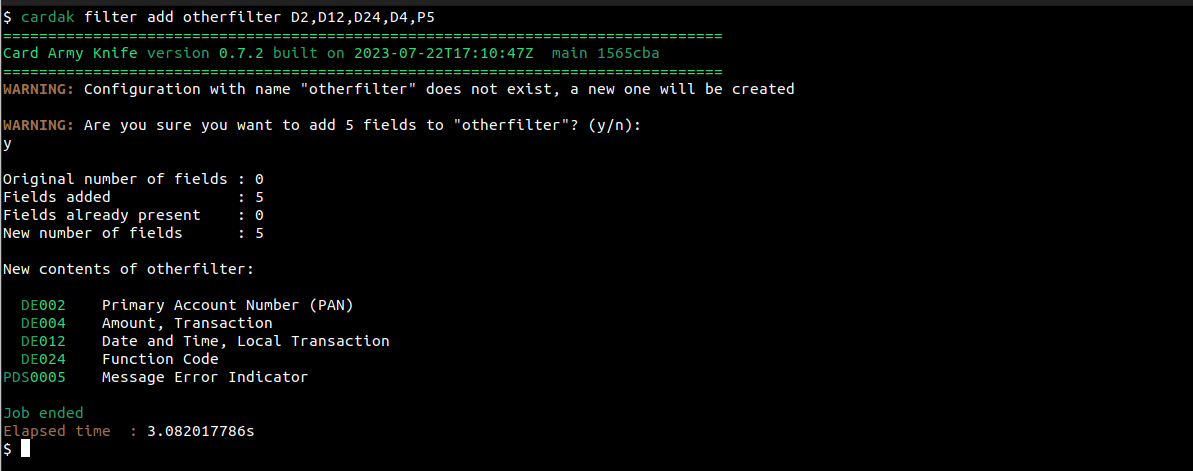 $ cardak filter add otherfilter D2,D12,D24,D4,P5
================================================================================
Card Army Knife version 0.7.2 built on 2023-07-22T17:10:47Z  main 1565cba
================================================================================
WARNING: Configuration with name "otherfilter" does not exist, a new one will be created
WARNING: Are you sure you want to add 5 fields to "otherfilter"? (y/n):
y
Original number of fields : 0
Fields added              : 5
Fields already present    : 0
New number of fields      : 5
New contents of otherfilter:
  DE002    Primary Account Number (PAN)
  DE004    Amount, Transaction
  DE012    Date and Time, Local Transaction
  DE024    Function Code
PDS0005    Message Error Indicator
Job ended
Elapsed time  : 3.082017786s
$